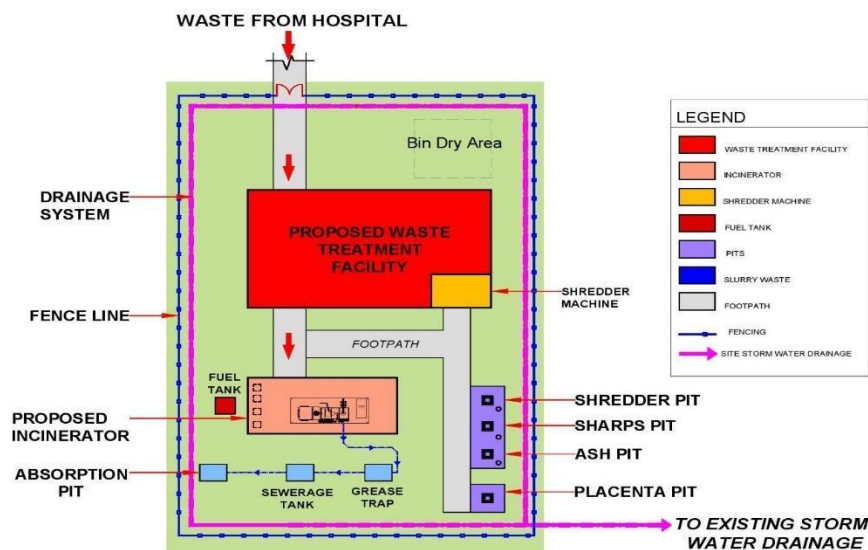 WASTE FROM HOSPITAL
Bin Dry Area
DRAINAGE
SYSTEM
PROPOSED WASTE
TREATMENT
FACILITY
SHREDDER
MACHINE
FENCE LINE
FOOTPATH
FUEL
TANK
PROPOSED
INCINERATOR
ABSORPTION
PIT
SEWERAGE
TANK
GREASE
TRAP
SHREDDER PIT
SHARPS PIT
ASH PIT
PLACENTA PIT
TO EXISTING STORM
WATER DRAINAGE
LEGEND
WASTE TREATMENT FACILITY
INCINERATOR
SHREDDER MACHINE
FUEL TANK
PITS
SLURRY WASTE
FOOTPATH
FENCING
SITE STORM WATER DRAINAGE